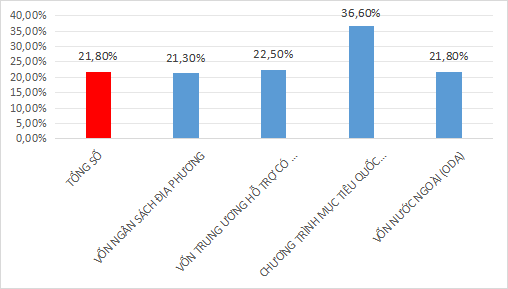 40,00%
35,00%
30,00%
25,00%
20,00%
15,00%
10,00%
5,00%
0,00%
21,80%
21,30%
22,50%
36,60%
21,80%
TỔNG SỐ
VỐN NGÂN SÁCH ĐỊA PHƯƠNG
VỐN TRUNG ƯƠNG HỖ TRỢ CÓ ...
CHƯƠNG TRÌNH MỤC TIÊU QUỐC...
VỐN NƯỚC NGOÀI (ODA)